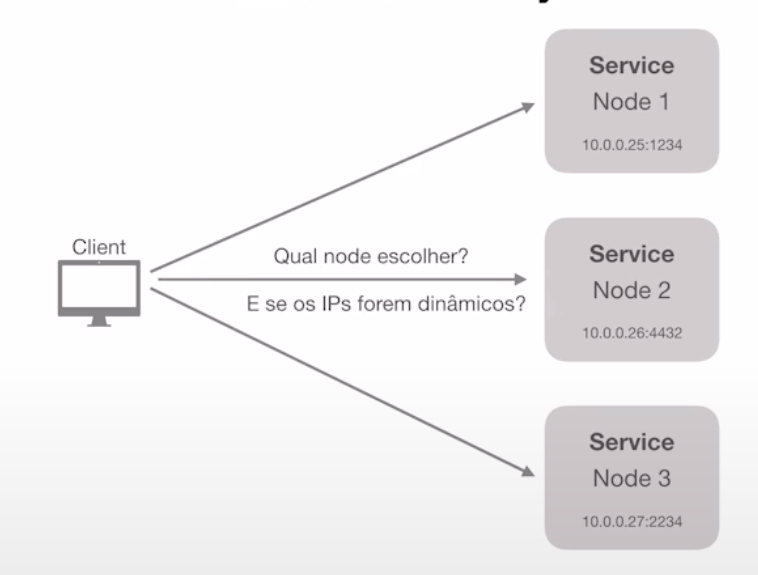 Client
Qual node escolher?
E se os IPs forem dinâmicos?
Service
Node 1
10.0.0.25:1234
Service
Node 2
10.0.0.26:4432
Service
Node 3
10.0.0.27:2234